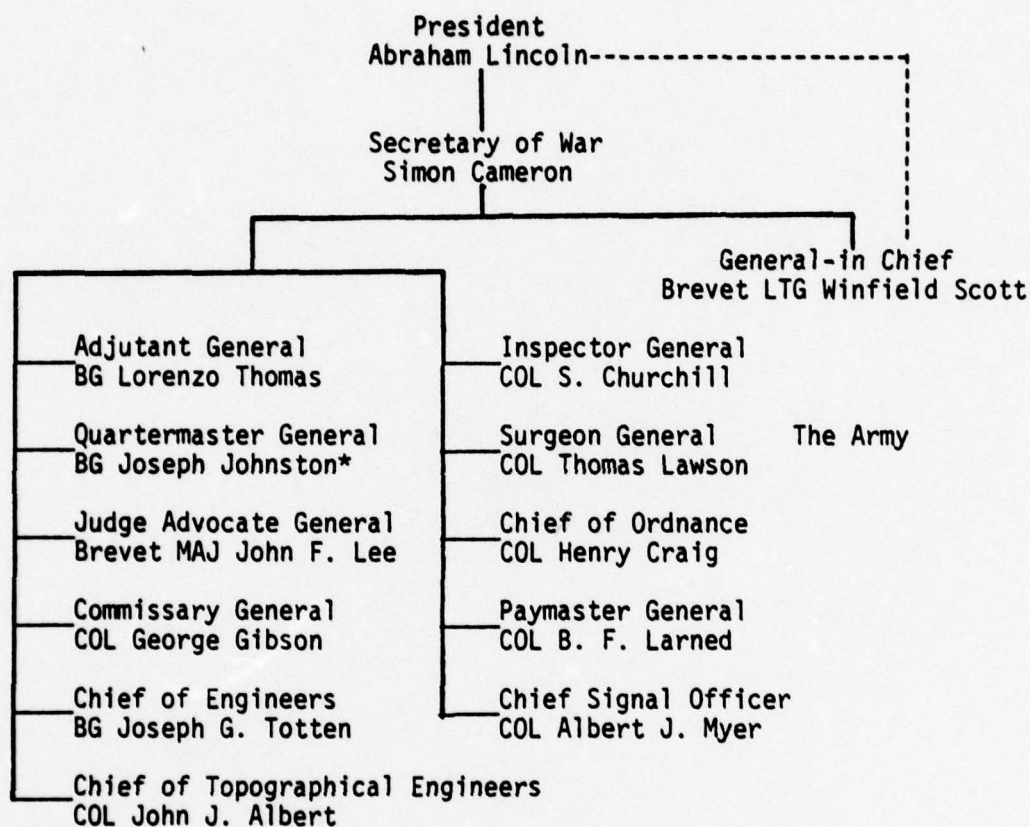 President
Abraham Lincoln
Secretary of War
Simon Cameron
General-in Chief
Brevet LTG Winfield Scott
Adjutant General
BG Lorenzo Thomas
Quartermaster General
BG Joseph Johnston*
Judge Advocate General
Brevet MAJ John F. Lee
Commissary General
COL George Gibson
Chief of Engineers
BG Joseph G. Totten
Chief of Topographical Engineers
COL John J. Albert
Inspector General
COL S. Churchill
Surgeon General
COL Thomas Lawson
Chief of Ordnance
COL Henry Craig
Paymaster General
COL B. F. Larned
Chief Signal Officer
COL Albert J. Myer
The Army